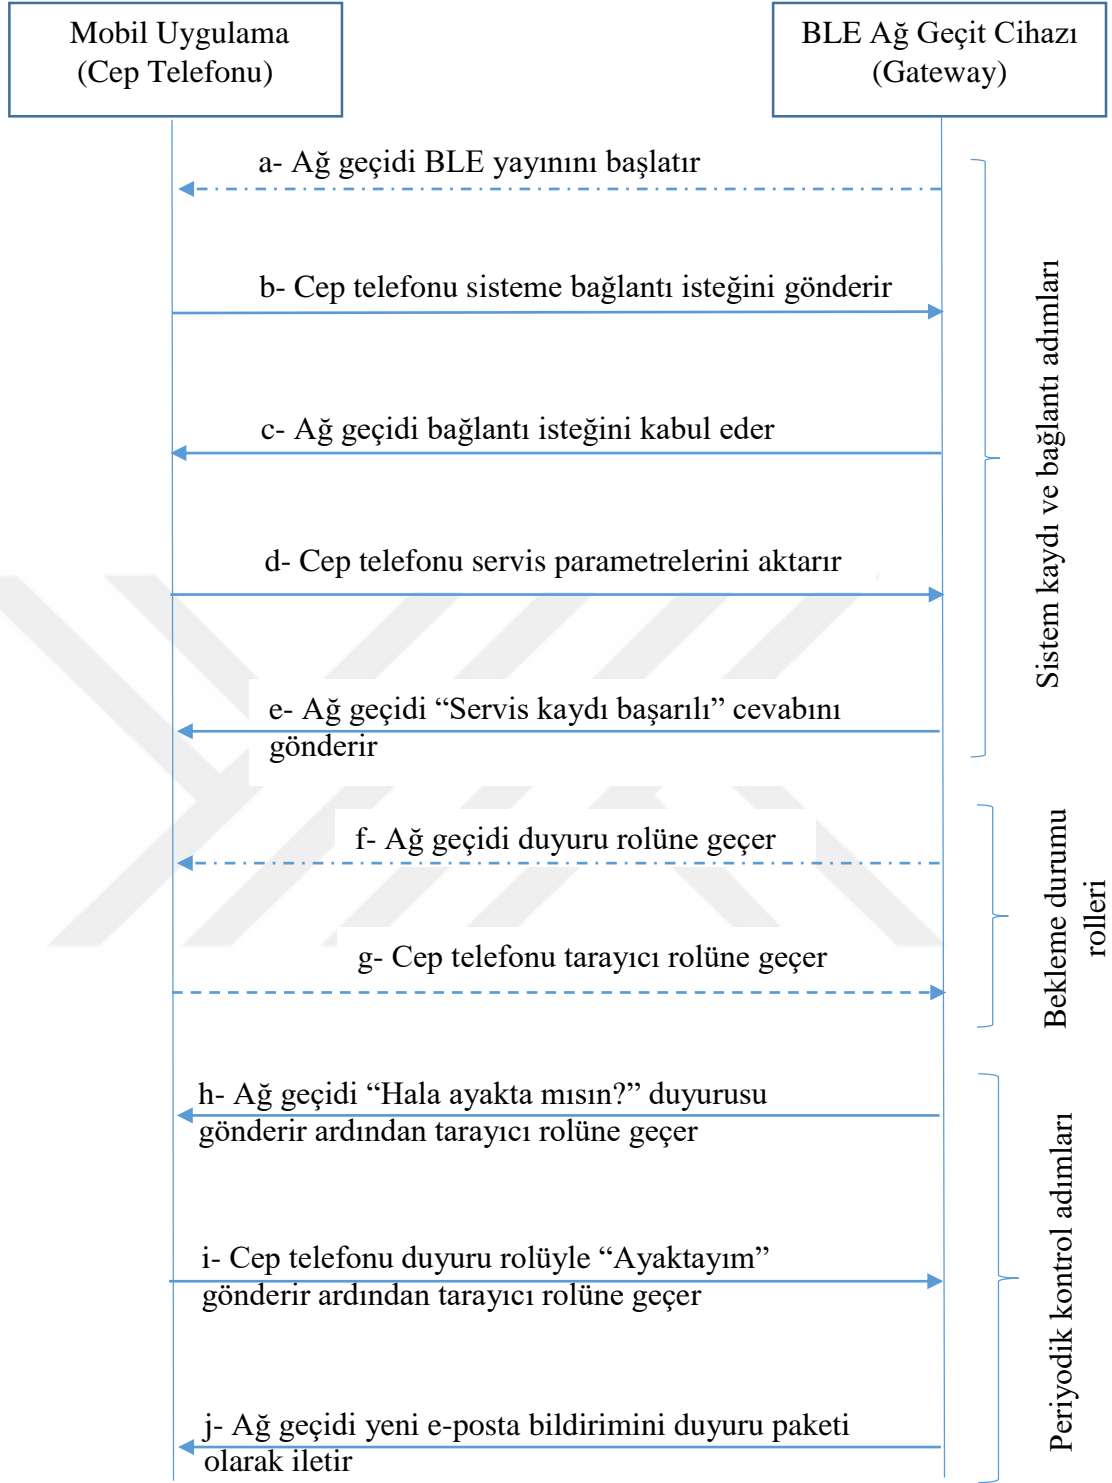 Mobil Uygulama
(Cep Telefonu)
BLE Ağ Geçit Cihazı
(Gateway)
a- Ağ geçidi BLE yayınını başlatır
b- Cep telefonu sisteme bağlantı isteğini gönderir
c- Ağ geçidi bağlantı isteğini kabul eder
d- Cep telefonu servis parametrelerini aktarır
e- Ağ geçidi “Servis kaydı başarılı” cevabını
gönderir
Sistem kaydı ve bağlantı adımları
f- Ağ geçidi duyuru rolüne geçer
g- Cep telefonu tarayıcı rolüne geçer
Bekleme durumu
rolleri
h- Ağ geçidi “Hala ayakta mısın?” duyurusu
gönderir ardından tarayıcı rolüne geçer
i- Cep telefonu duyuru rolüyle “Ayaktayım”
gönderir ardından tarayıcı rolüne geçer
j- Ağ geçidi yeni e-posta bildirimini duyuru paketi
olarak iletir
Periyodik kontrol adımları